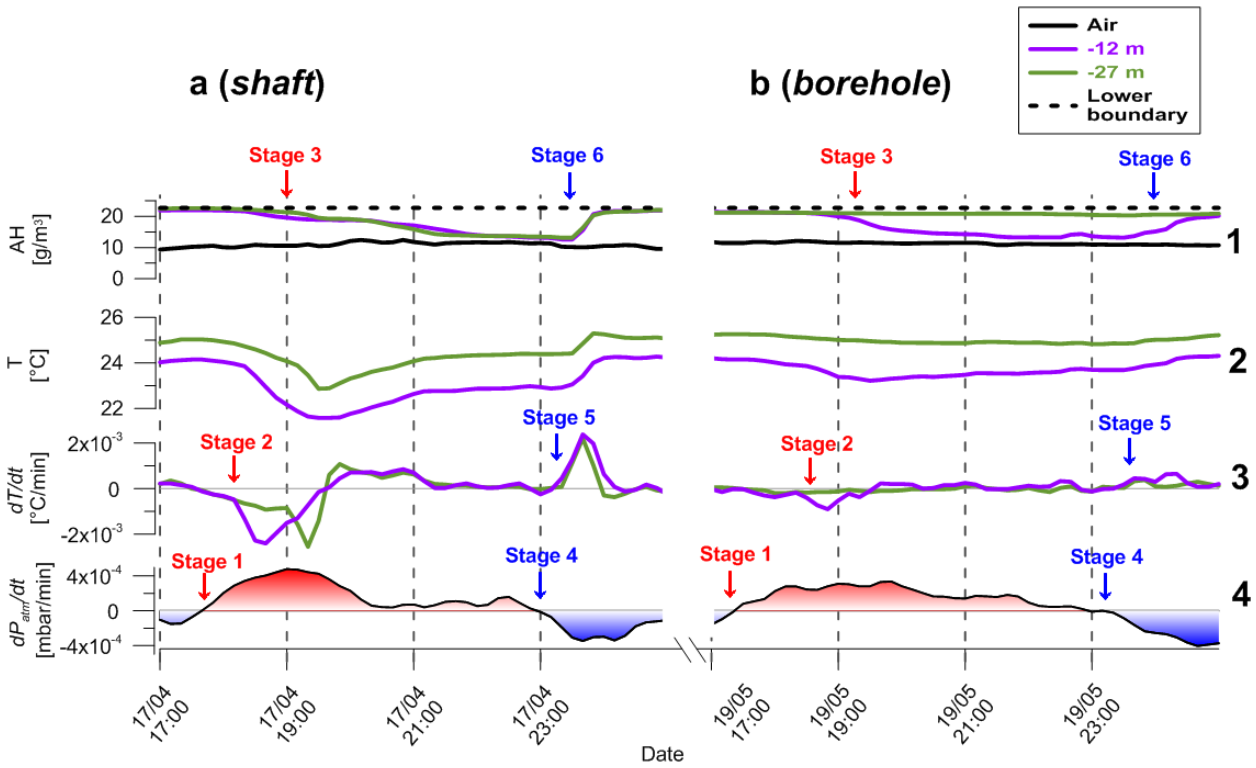 Air
-12 m
-27 m
Lower
boundary
a (shaft)
b (borehole)
Stage 3
Stage 6
Stage 3
Stage 6
AH
[g/m³]
20
10
0
1
T
[°C]
26
24
22
2
Stage 2
Stage 5
Stage 2
Stage 5
dT/dt
[°C/min]
2x10⁻³
0
-2x10⁻³
3
Stage 1
Stage 4
Stage 1
Stage 4
dPatm/dt
[mbar/min]
4x10⁻⁴
0
-4x10⁻⁴
4
17/04
17:00
17/04
19:00
17/04
21:00
17/04
23:00
19/05
17:00
19/05
19:00
19/05
21:00
19/05
23:00
Date